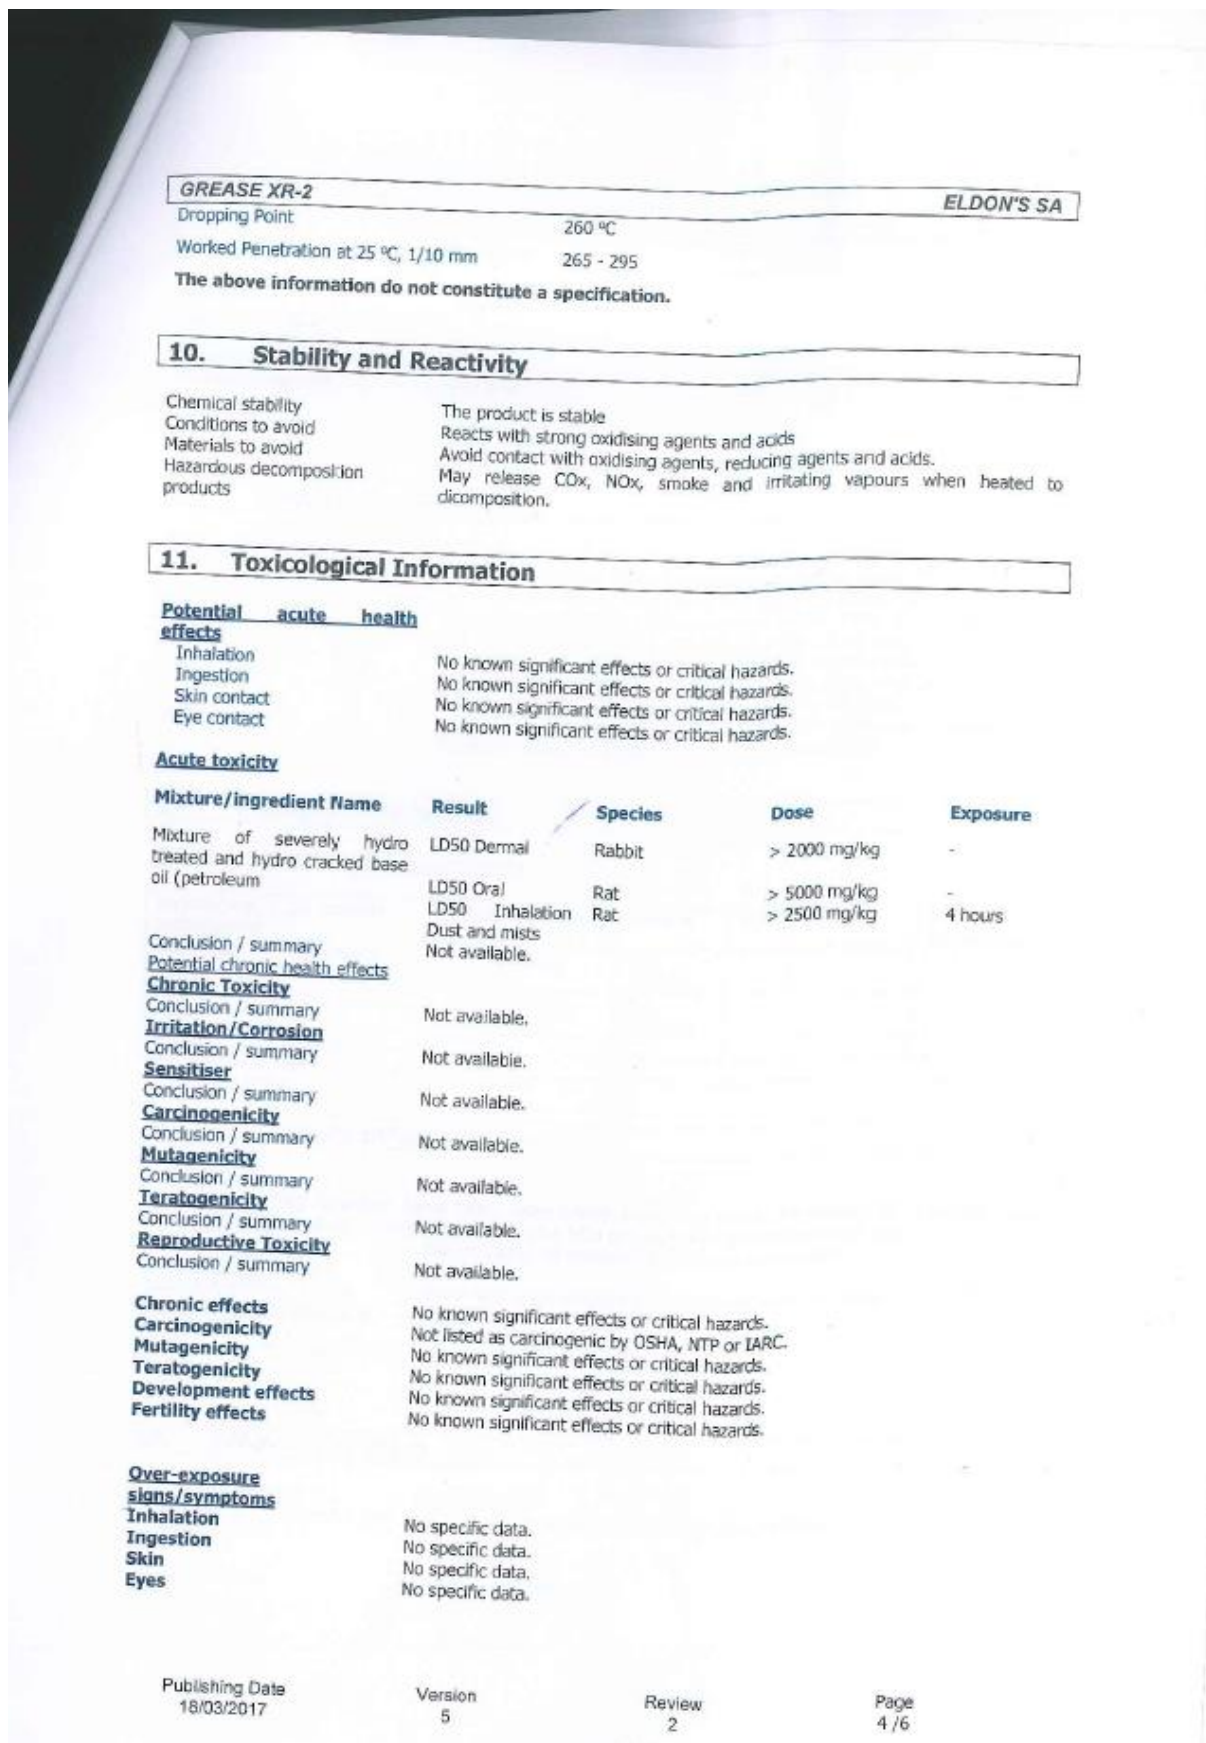 GREASE XR-2 ELDON'S SA
Dropping Point 260 ºC
Worked Penetration at 25 ºC, 1/10 mm 265 - 295
The above information do not constitute a specification.
10. Stability and Reactivity
Chemical stability The product is stable
Conditions to avoid Reacts with strong oxidising agents and acids
Materials to avoid Avoid contact with oxidising agents, reducing agents and acids.
Hazardous decomposition May release COx, NOx, smoke and irritating vapours when heated to
products dicomposition.
11. Toxicological Information
Potential acute health
effects
Inhalation No known significant effects or critical hazards.
Ingestion No known significant effects or critical hazards.
Skin contact No known significant effects or critical hazards.
Eye contact No known significant effects or critical hazards.
Acute toxicity
Mixture/ingredient Name Result Species Dose Exposure
Mixture of severely hydro LD50 Dermal Rabbit > 2000 mg/kg -
treated and hydro cracked base
oil (petroleum
LD50 Oral Rat > 5000 mg/kg -
LD50 Inhalation Rat > 2500 mg/kg 4 hours
Dust and mists
Conclusion / summary Not available.
Potential chronic health effects
Chronic Toxicity
Conclusion / summary Not available.
Irritation/Corrosion
Conclusion / summary Not available.
Sensitiser
Conclusion / summary Not available.
Carcinogenicity
Conclusion / summary Not available.
Mutagenicity
Conclusion / summary Not available.
Teratogenicity
Conclusion / summary Not available.
Reproductive Toxicity
Conclusion / summary Not available.
Chronic effects No known significant effects or critical hazards.
Carcinogenicity Not listed as carcinogenic by OSHA, NTP or IARC.
Mutagenicity No known significant effects or critical hazards.
Teratogenicity No known significant effects or critical hazards.
Development effects No known significant effects or critical hazards.
Fertility effects No known significant effects or critical hazards.
Over-exposure
signs/symptoms
Inhalation No specific data.
Ingestion No specific data.
Skin No specific data.
Eyes No specific data.
Publishing Date Version Review Page
18/03/2017 5 2 4 /6